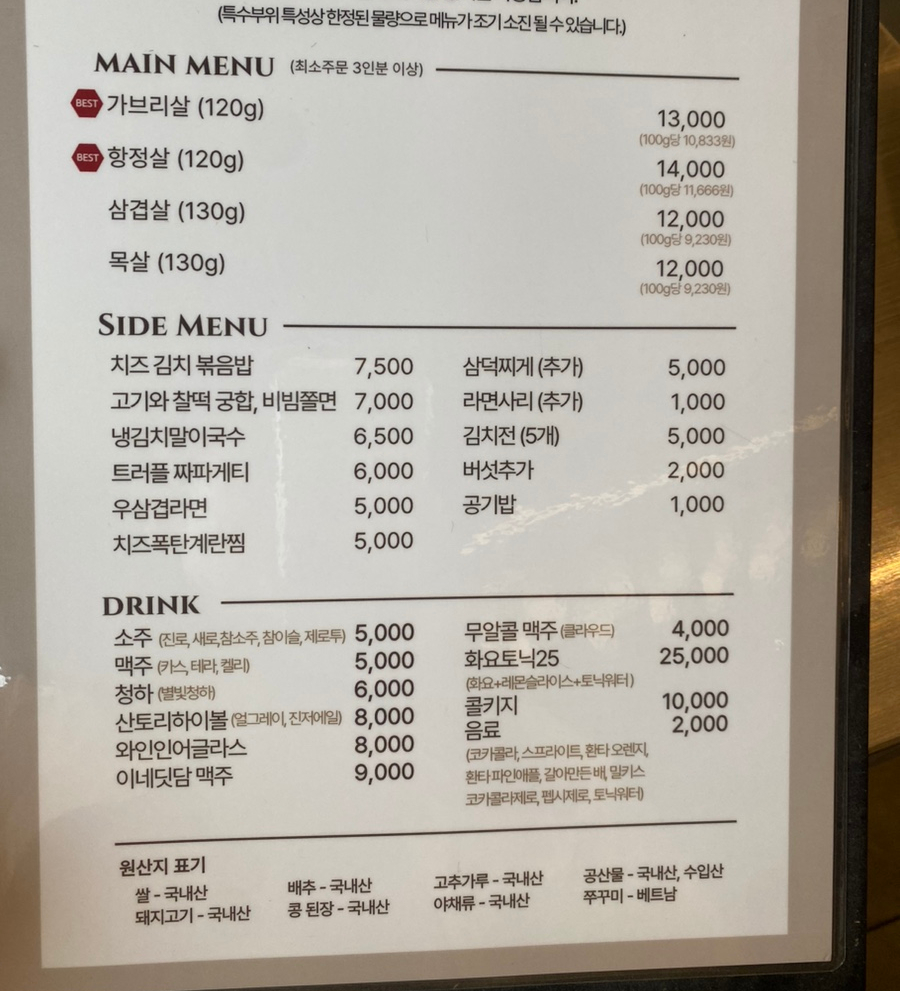 (특수부위 특성상 한정된 물량으로 메뉴가 조기 소진 될 수 있습니다.)
MAIN MENU (최소주문 3인분 이상)
BEST 가브리살 (120g) 13,000
(100g당 10,833원)
BEST 항정살 (120g) 14,000
(100g당 11,666원)
삼겹살 (130g) 12,000
(100g당 9,230원)
목살 (130g) 12,000
(100g당 9,230원)
SIDE MENU
치즈 김치 볶음밥 7,500
고기와 찰떡 궁합, 비빔쫄면 7,000
냉김치말이국수 6,500
트러플 짜파게티 6,000
우삼겹라면 5,000
치즈폭탄계란찜 5,000
삼덕찌게 (추가) 5,000
라면사리 (추가) 1,000
김치전 (5개) 5,000
버섯추가 2,000
공기밥 1,000
DRINK
소주 (진로, 새로,참소주, 참이슬, 제로투) 5,000
맥주 (카스, 테라, 켈리) 5,000
청하 (별빛청하) 6,000
산토리하이볼 (얼그레이, 진저에일) 8,000
와인인어글라스 8,000
이네딧담 맥주 9,000
무알콜 맥주 (클라우드) 4,000
화요토닉25 25,000
(화요+레몬슬라이스+토닉워터)
콜키지 10,000
음료 2,000
(코카콜라, 스프라이트, 환타 오렌지,
환타 파인애플, 갈아만든 배, 밀키스
코카콜라제로, 펩시제로, 토닉워터)
원산지 표기
쌀 - 국내산
돼지고기 - 국내산
배추 - 국내산
콩 된장 - 국내산
고추가루 - 국내산
야채류 - 국내산
공산물 - 국내산, 수입산
쭈꾸미 - 베트남